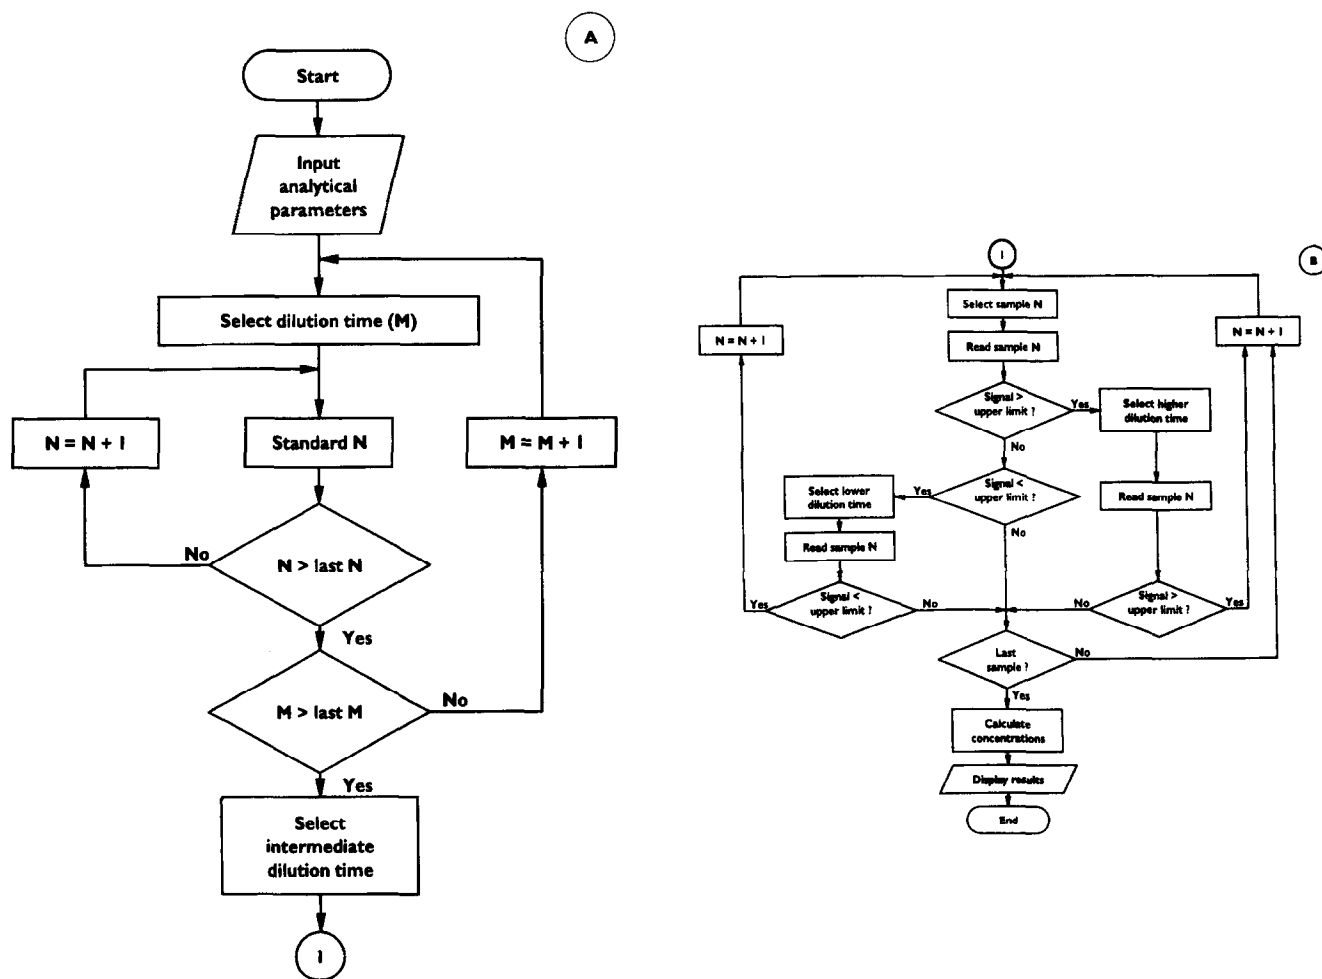 A
Start
Input
analytical
parameters
Select dilution time (M)
N = N + 1
Standard N
M = M + 1
No
N > last N
Yes
No
M > last M
Yes
Select
intermediate
dilution time
1
B
1
Select sample N
N = N + 1
Read sample N
N = N + 1
Signal >
upper limit ?
Yes
Select higher
dilution time
No
Select lower
dilution time
Yes
Signal <
upper limit ?
Read sample N
No
Read sample N
Yes
Signal <
upper limit ?
No
No
Signal >
upper limit ?
Yes
Last
sample ?
No
Yes
Calculate
concentrations
Display results
End